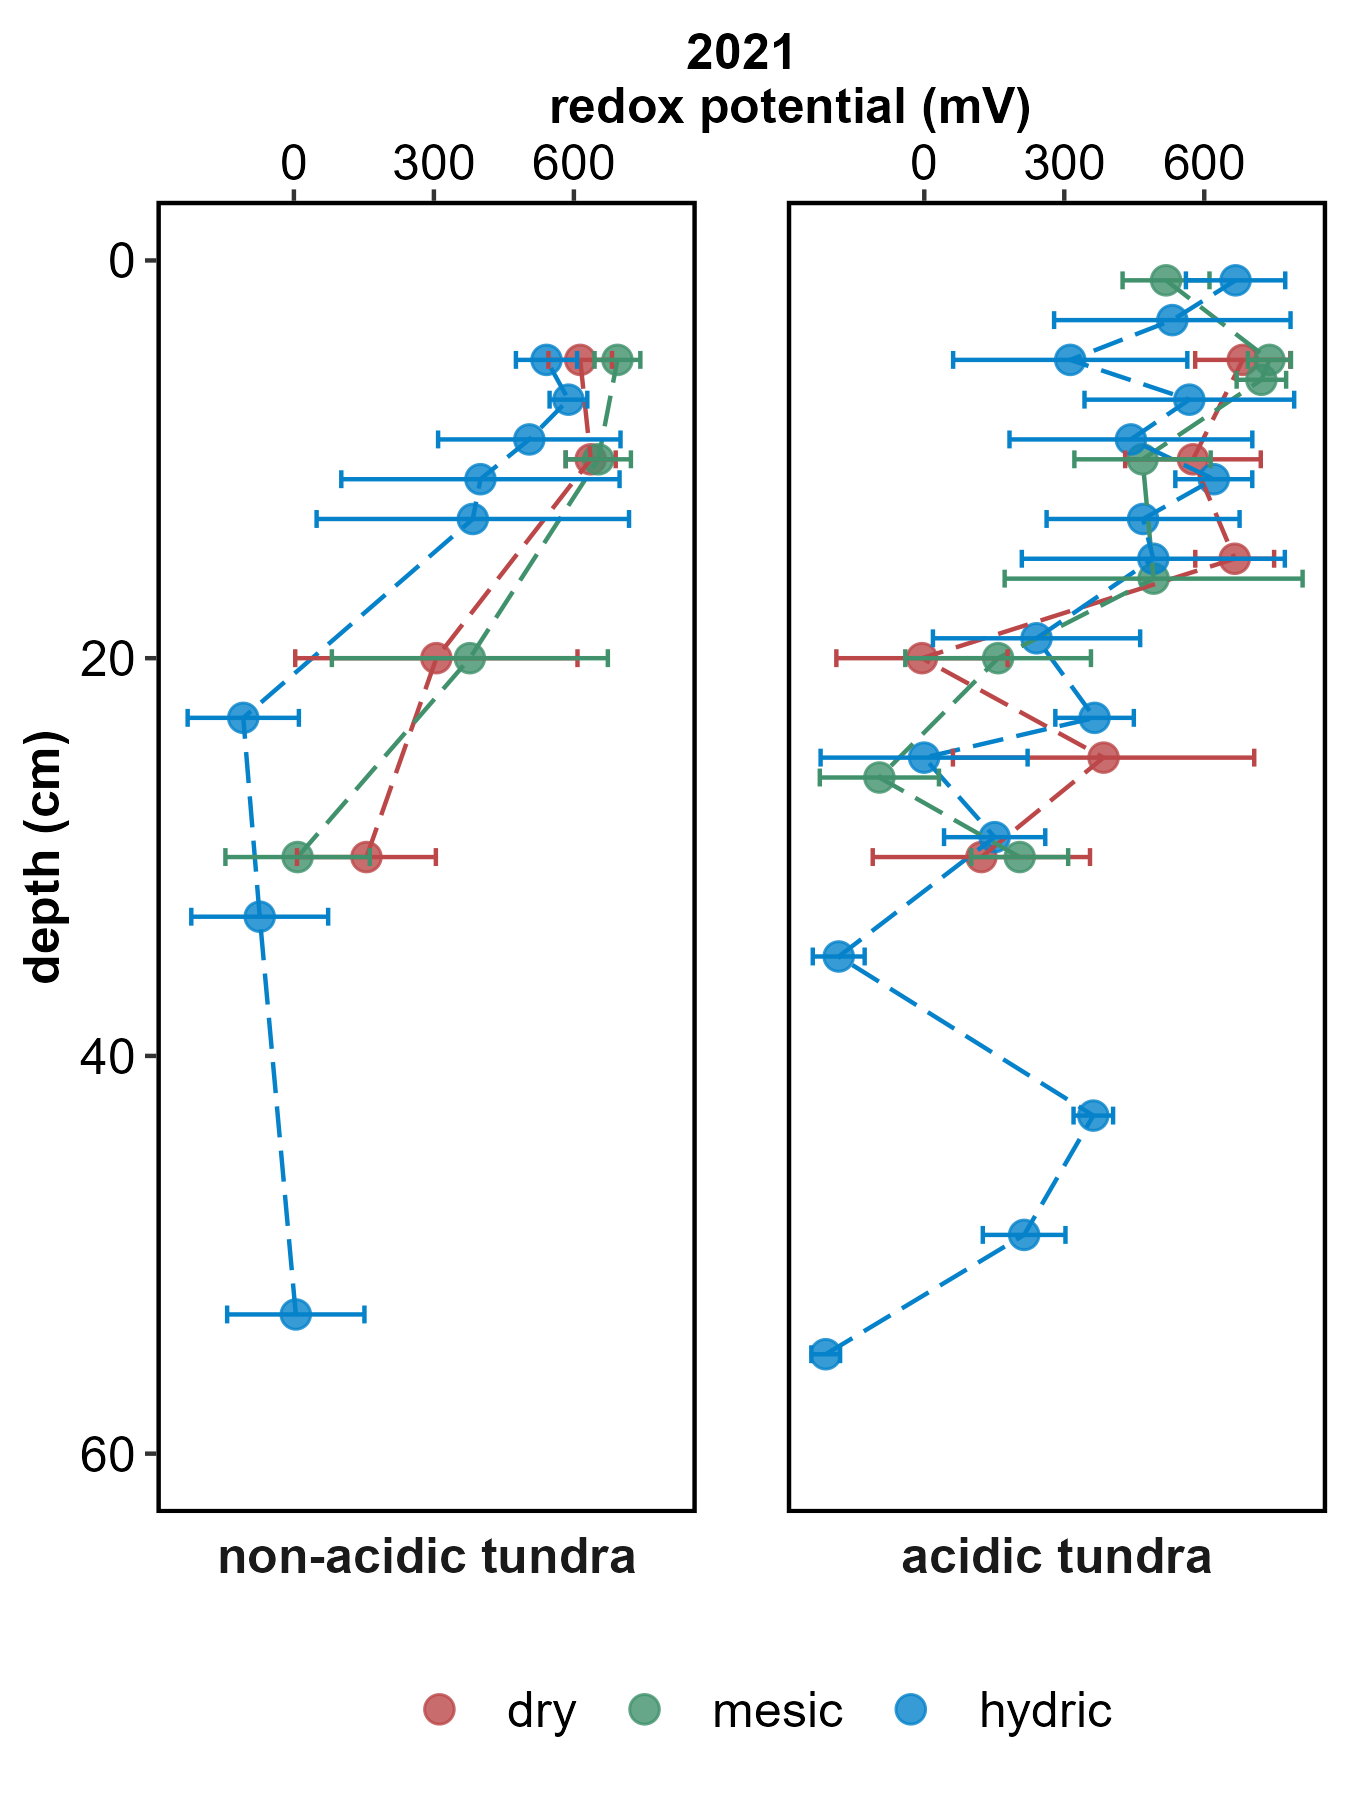 2021
redox potential (mV)
0 300 600 0 300 600
0
20
40
60
depth (cm)
non-acidic tundra acidic tundra
dry mesic hydric